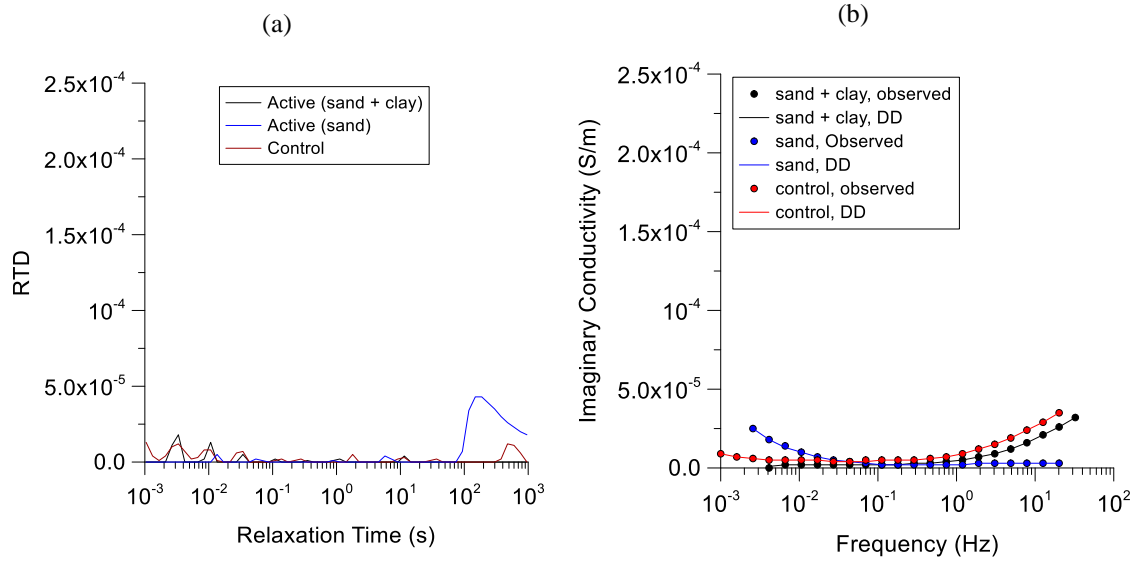 (a)
2.5x10-4
2.0x10-4
1.5x10-4
10-4
5.0x10-5
0.0
RTD
Active (sand + clay)
Active (sand)
Control
10-3
10-2
10-1
100
101
102
103
Relaxation Time (s)
(b)
2.5x10-4
2.0x10-4
1.5x10-4
10-4
5.0x10-5
0.0
Imaginary Conductivity (S/m)
sand + clay, observed
sand + clay, DD
sand, Observed
sand, DD
control, observed
control, DD
10-3
10-2
10-1
100
101
102
Frequency (Hz)